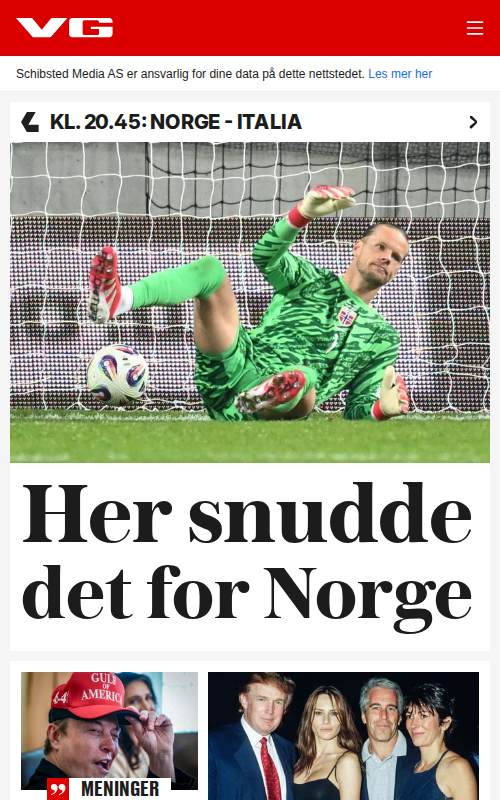 VG
Schibsted Media AS er ansvarlig for dine data på dette nettstedet. Les mer her
KL. 20.45: NORGE - ITALIA
Her snudde
det for Norge
GULF
OF
AMERICA
MENINGER